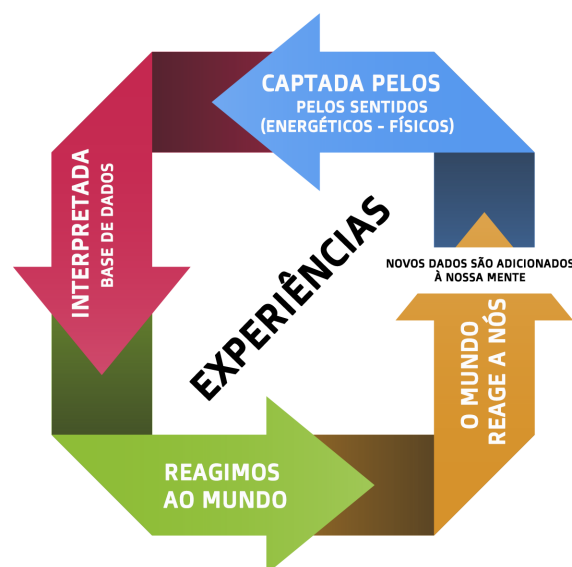 CAPTADA PELOS
PELOS SENTIDOS
(ENERGÉTICOS - FÍSICOS)
INTERPRETADA
BASE DE DADOS
EXPERIÊNCIAS
NOVOS DADOS SÃO ADICIONADOS
À NOSSA MENTE
O MUNDO
REAGE A NÓS
REAGIMOS
AO MUNDO